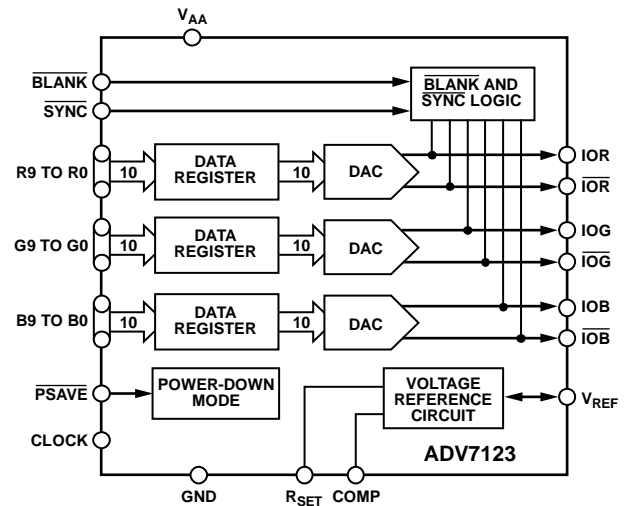 VAA
BLANK
SYNC
BLANK AND
SYNC LOGIC
R9 TO R0
10
DATA
REGISTER
10
DAC
IOR
IOR
G9 TO G0
10
DATA
REGISTER
10
DAC
IOG
IOG
B9 TO B0
10
DATA
REGISTER
10
DAC
IOB
IOB
PSAVE
POWER-DOWN
MODE
VOLTAGE
REFERENCE
CIRCUIT
VREF
CLOCK
ADV7123
GND
RSET
COMP